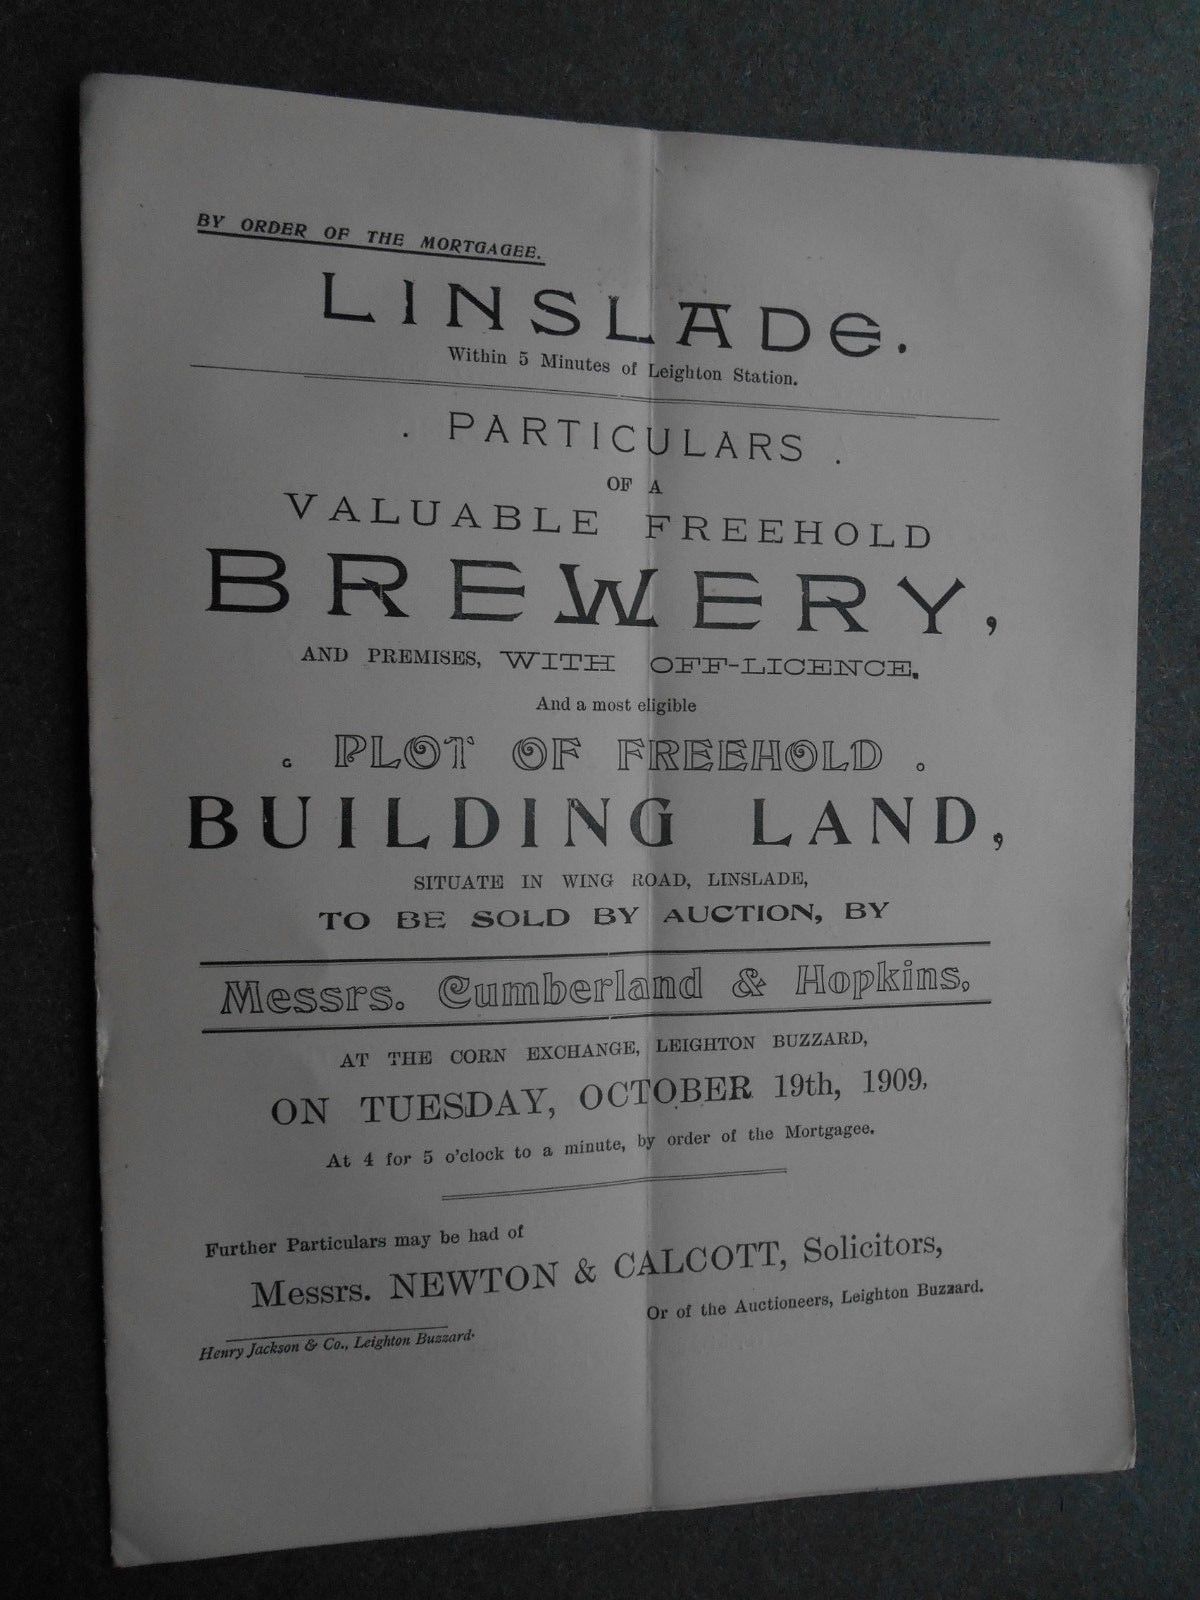 BY ORDER OF THE MORTGAGEE.
LINSLADE.
Within 5 Minutes of Leighton Station.
. PARTICULARS .
OF A
VALUABLE FREEHOLD
BREWERY,
AND PREMISES, WITH OFF-LICENCE,
And a most eligible
. PLOT OF FREEHOLD .
BUILDING LAND,
SITUATE IN WING ROAD, LINSLADE,
TO BE SOLD BY AUCTION, BY
Messrs. Cumberland & Hopkins,
AT THE CORN EXCHANGE, LEIGHTON BUZZARD,
ON TUESDAY, OCTOBER 19th, 1909,
At 4 for 5 o'clock to a minute, by order of the Mortgagee.
Further Particulars may be had of
Messrs. NEWTON & CALCOTT, Solicitors,
Or of the Auctioneers, Leighton Buzzard.
Henry Jackson & Co., Leighton Buzzard.